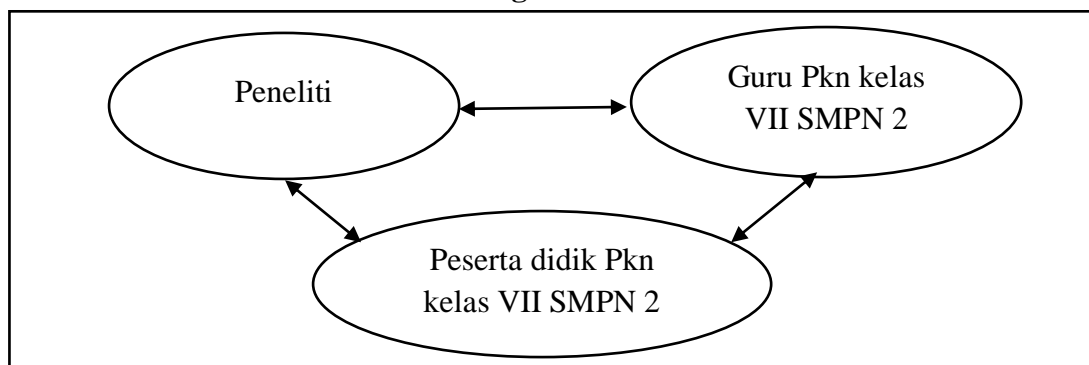 Peneliti
Guru Pkn kelas
VII SMPN 2
Peserta didik Pkn
kelas VII SMPN 2